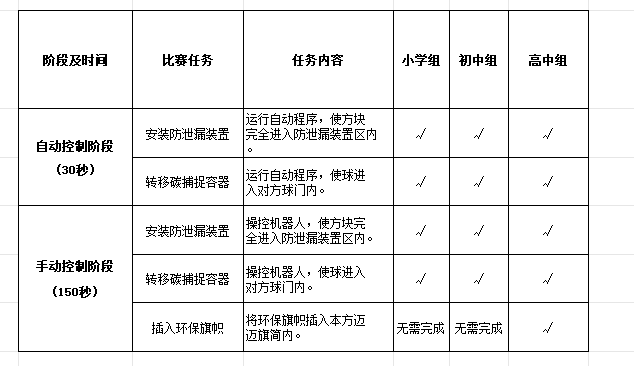 阶段及时间 比赛任务 任务内容 小学组 初中组 高中组
自动控制阶段
（30秒）
安装防泄漏装置
运行自动程序，使方块
完全进入防泄漏装置区内
。
√ √ √
转移碳捕捉容器
运行自动程序，使球进
入对方球门内。
√ √ √
手动控制阶段
（150秒）
安装防泄漏装置
操控机器人，使方块完
全进入防泄漏装置区内。
√ √ √
转移碳捕捉容器
操控机器人，使球进入
对方球门内。
√ √ √
插入环保旗帜
将环保旗帜插入本方迈
迈旗筒内。
无需完成 无需完成 √